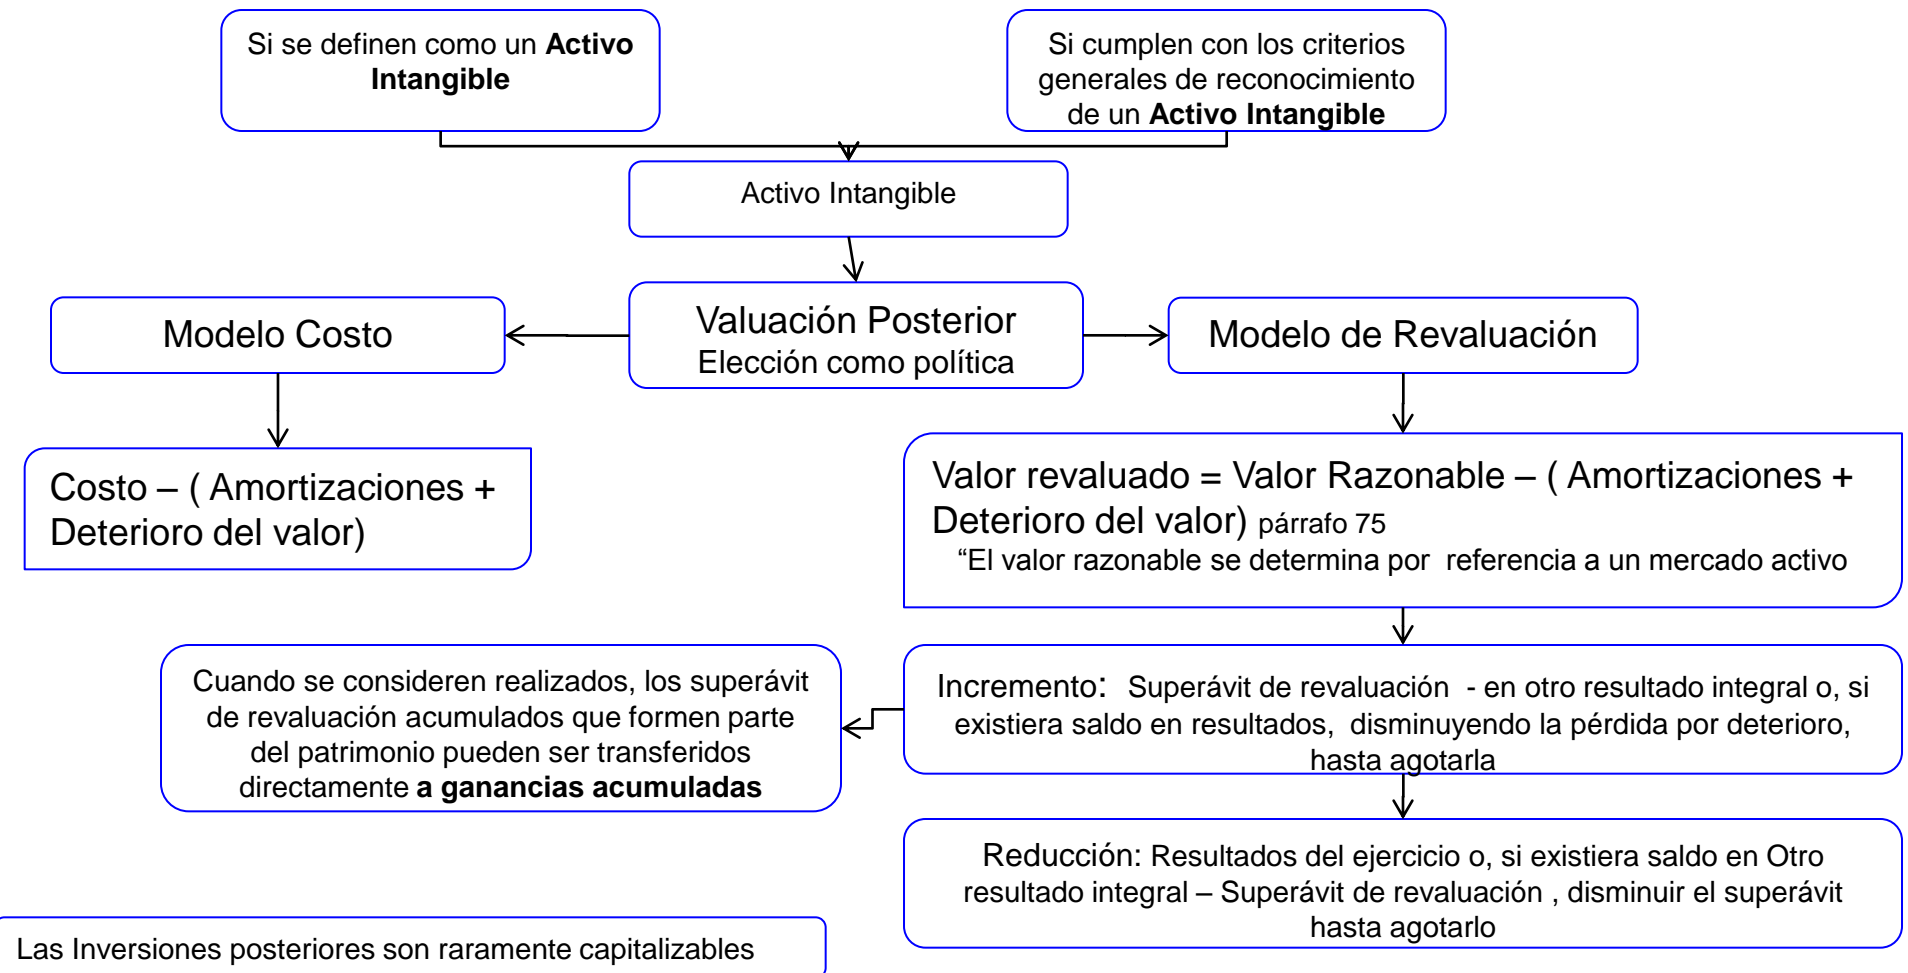 Si se definen como un Activo
Intangible
Si cumplen con los criterios
generales de reconocimiento
de un Activo Intangible
Activo Intangible
Modelo Costo
Valuación Posterior
Elección como política
Modelo de Revaluación
Costo – ( Amortizaciones +
Deterioro del valor)
Valor revaluado = Valor Razonable – ( Amortizaciones +
Deterioro del valor) párrafo 75
“El valor razonable se determina por referencia a un mercado activo
Cuando se consideren realizados, los superávit
de revaluación acumulados que formen parte
del patrimonio pueden ser transferidos
directamente a ganancias acumuladas
Incremento: Superávit de revaluación - en otro resultado integral o, si
existiera saldo en resultados, disminuyendo la pérdida por deterioro,
hasta agotarla
Reducción: Resultados del ejercicio o, si existiera saldo en Otro
resultado integral – Superávit de revaluación , disminuir el superávit
hasta agotarlo
Las Inversiones posteriores son raramente capitalizables